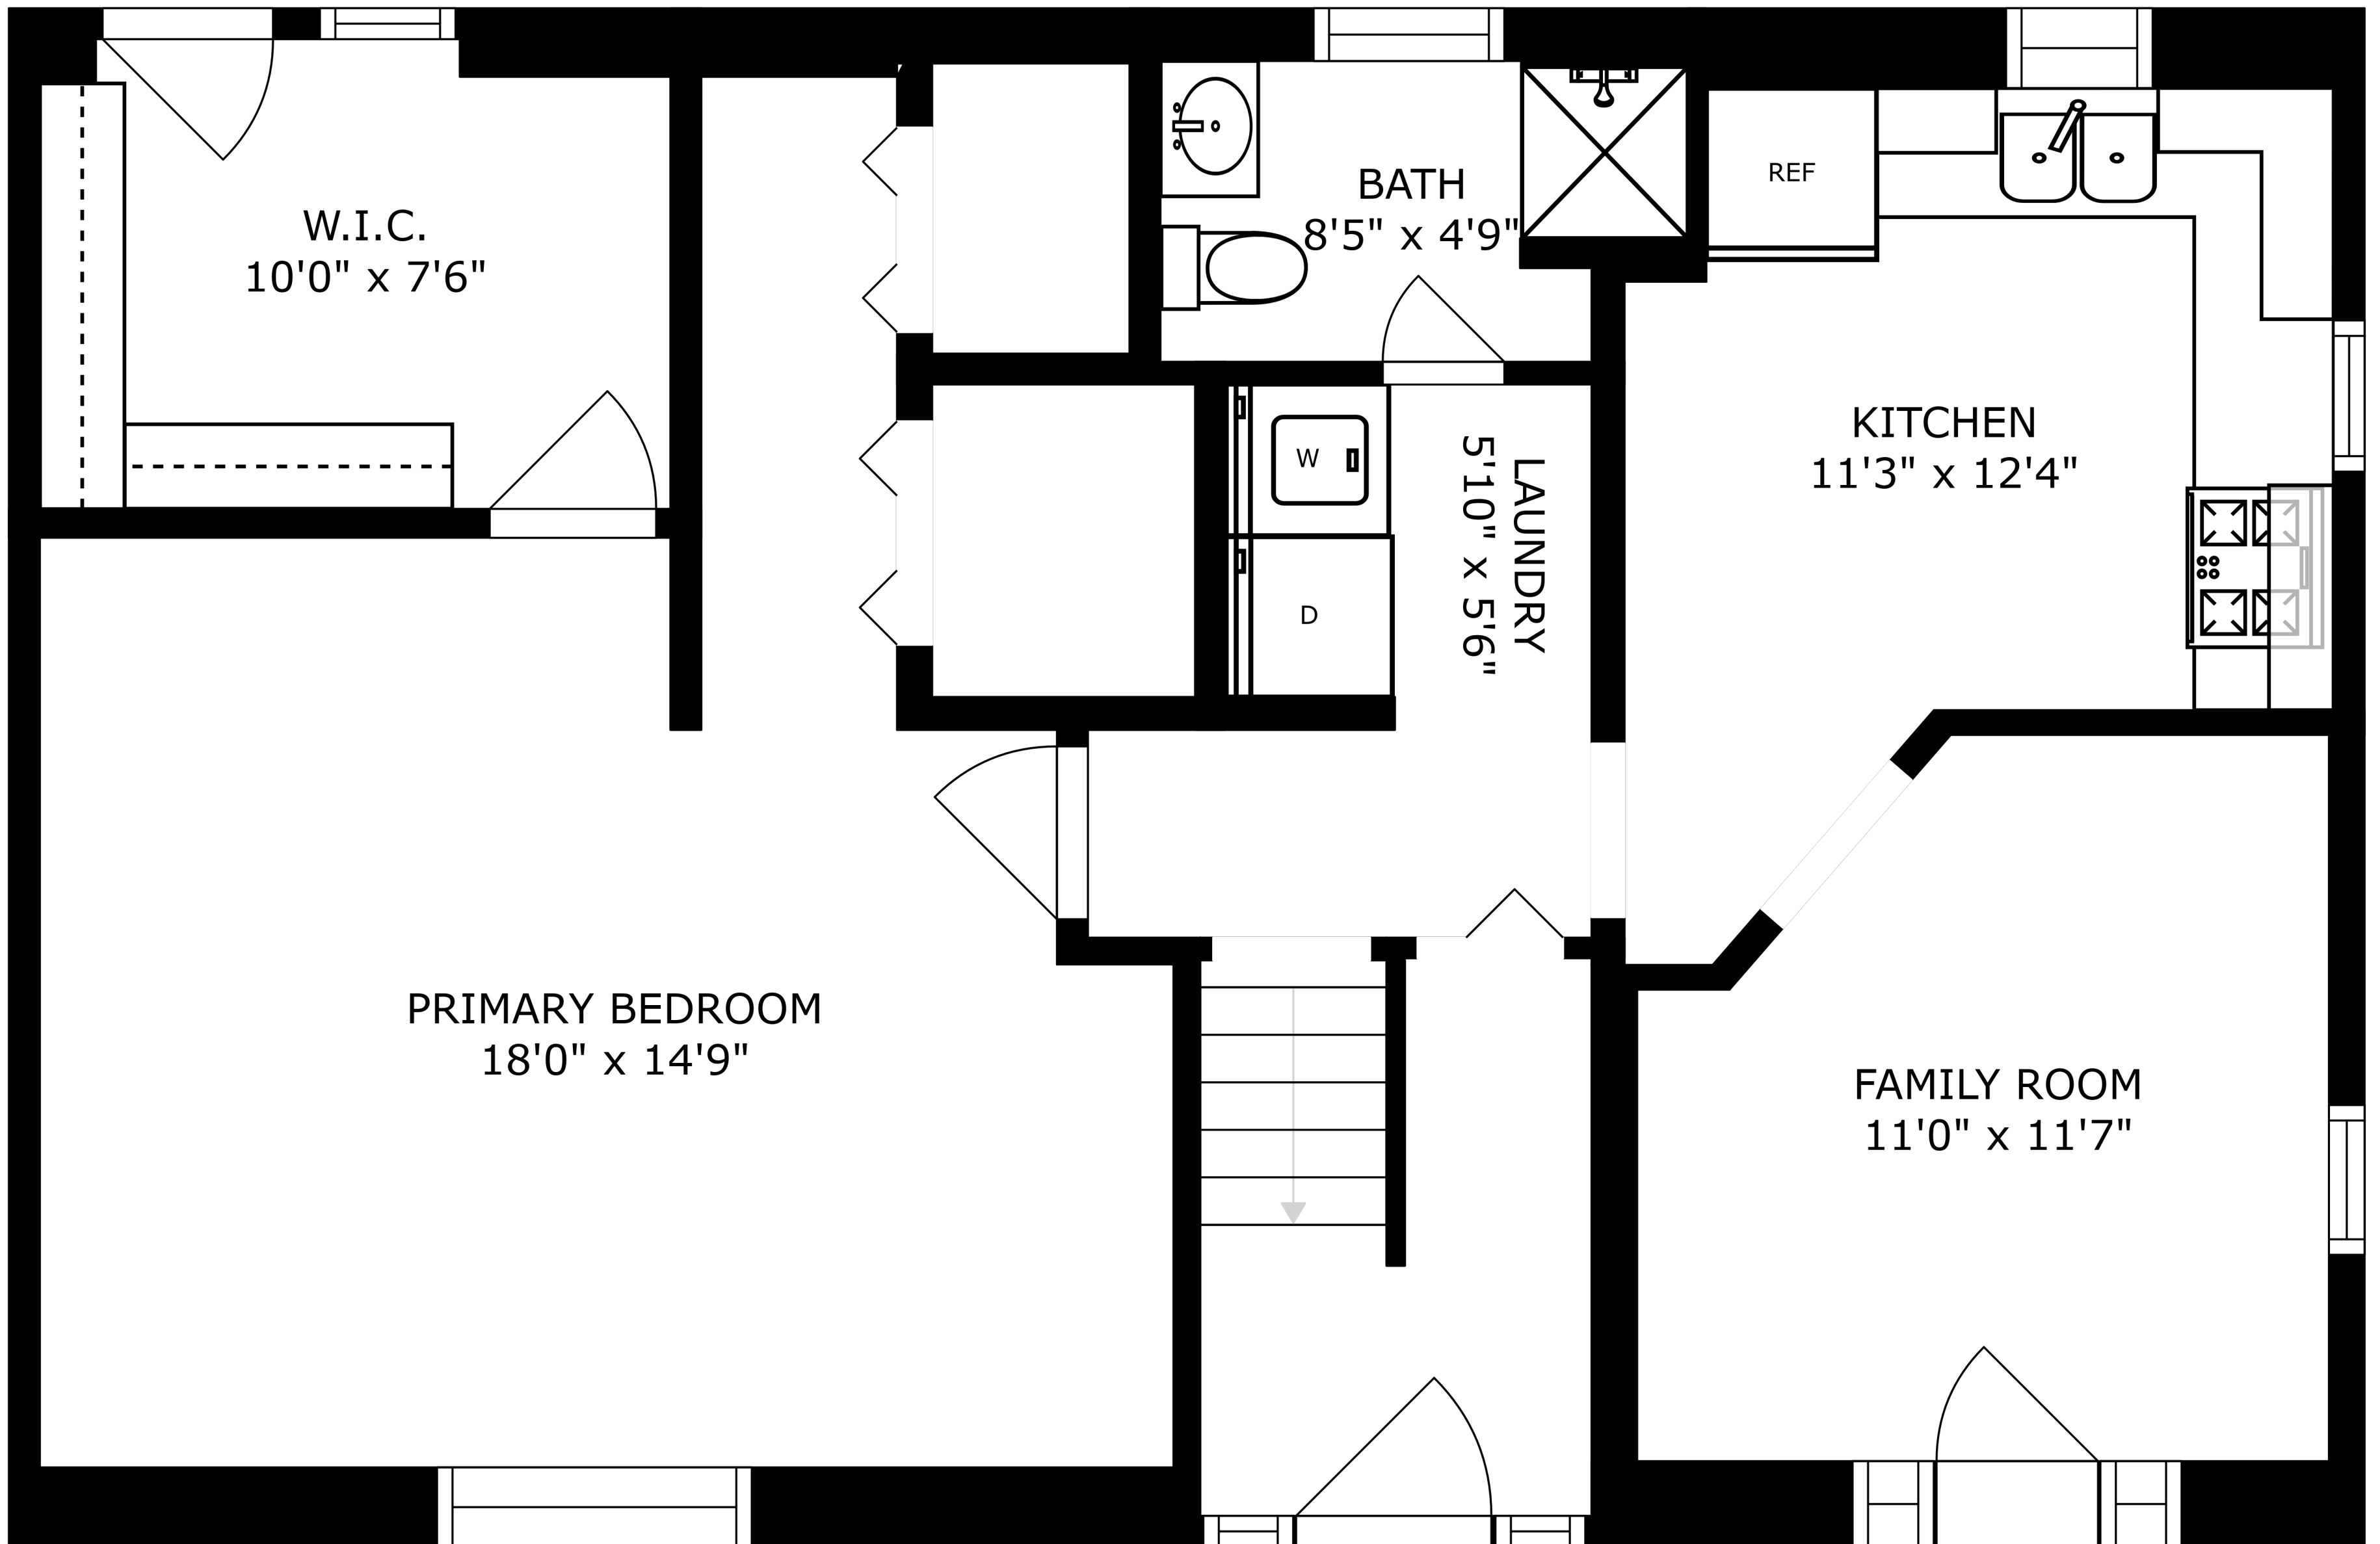 W.I.C.
10'0" x 7'6"
BATH
8'5" x 4'9"
REF
KITCHEN
11'3" x 12'4"
W
D
LAUNDRY
5'10" x 5'6"
PRIMARY BEDROOM
18'0" x 14'9"
FAMILY ROOM
11'0" x 11'7"